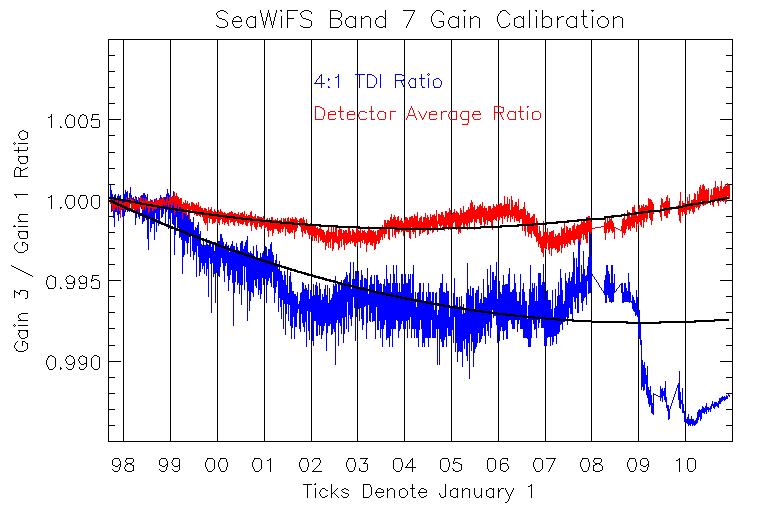 SeaWiFS Band 7 Gain Calibration
4:1 TDI Ratio
Detector Average Ratio
1.005
1.000
0.995
0.990
Gain 3 / Gain 1 Ratio
98 99 00 01 02 03 04 05 06 07 08 09 10
Ticks Denote January 1